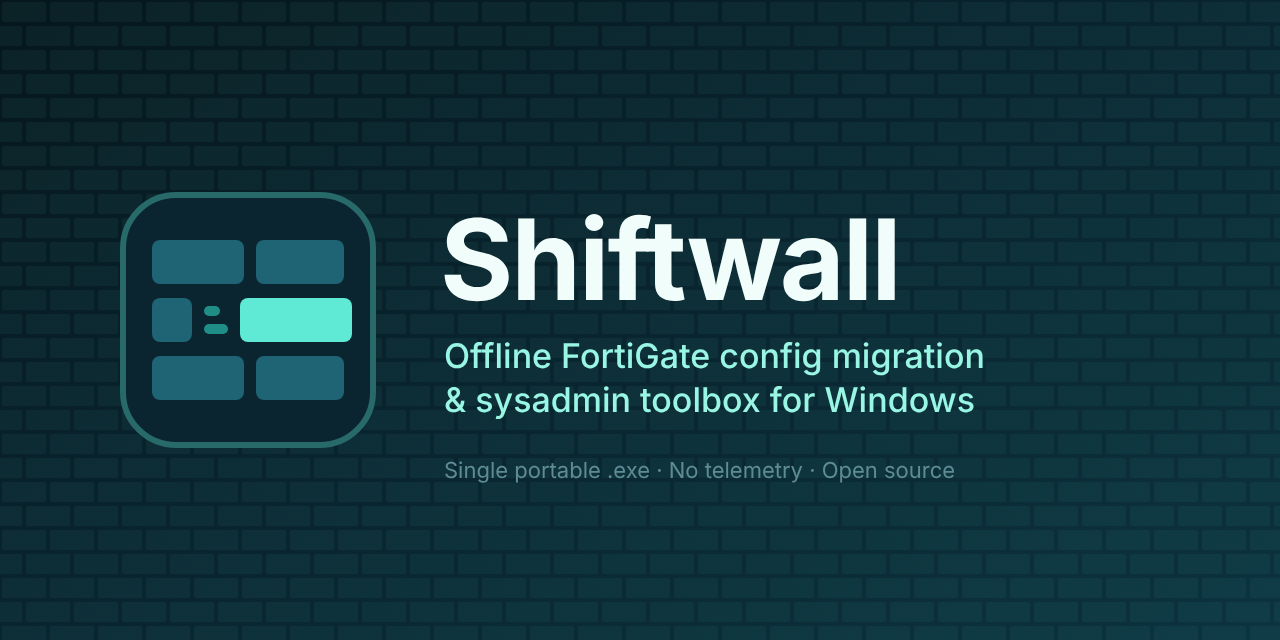 Shiftwall
Offline FortiGate config migration
& sysadmin toolbox for Windows
Single portable .exe · No telemetry · Open source